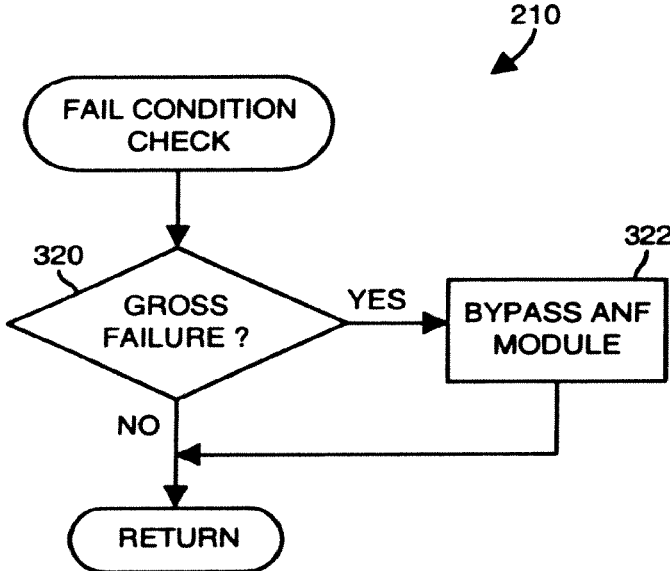 210
FAIL CONDITION
CHECK
320
GROSS
FAILURE ?
YES
322
BYPASS ANF
MODULE
NO
RETURN